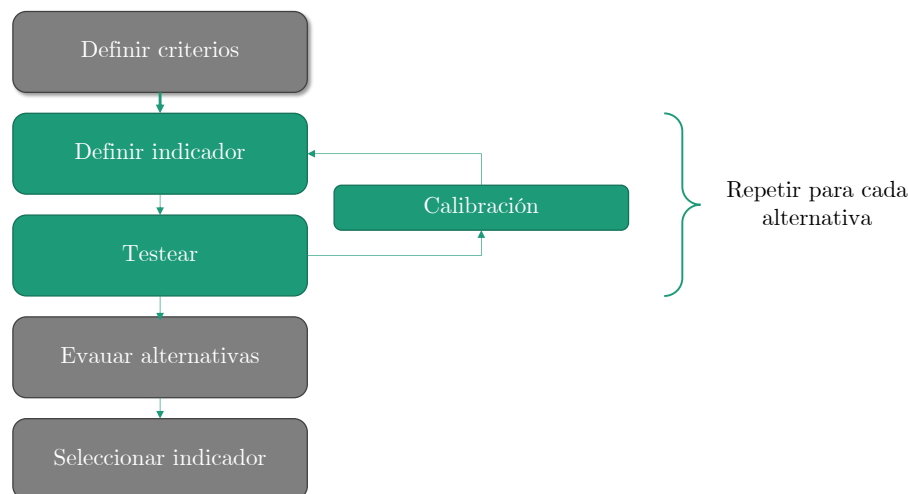 Definir criterios
Definir indicador
Calibración
Repetir para cada
alternativa
Testear
Evauar alternativas
Seleccionar indicador